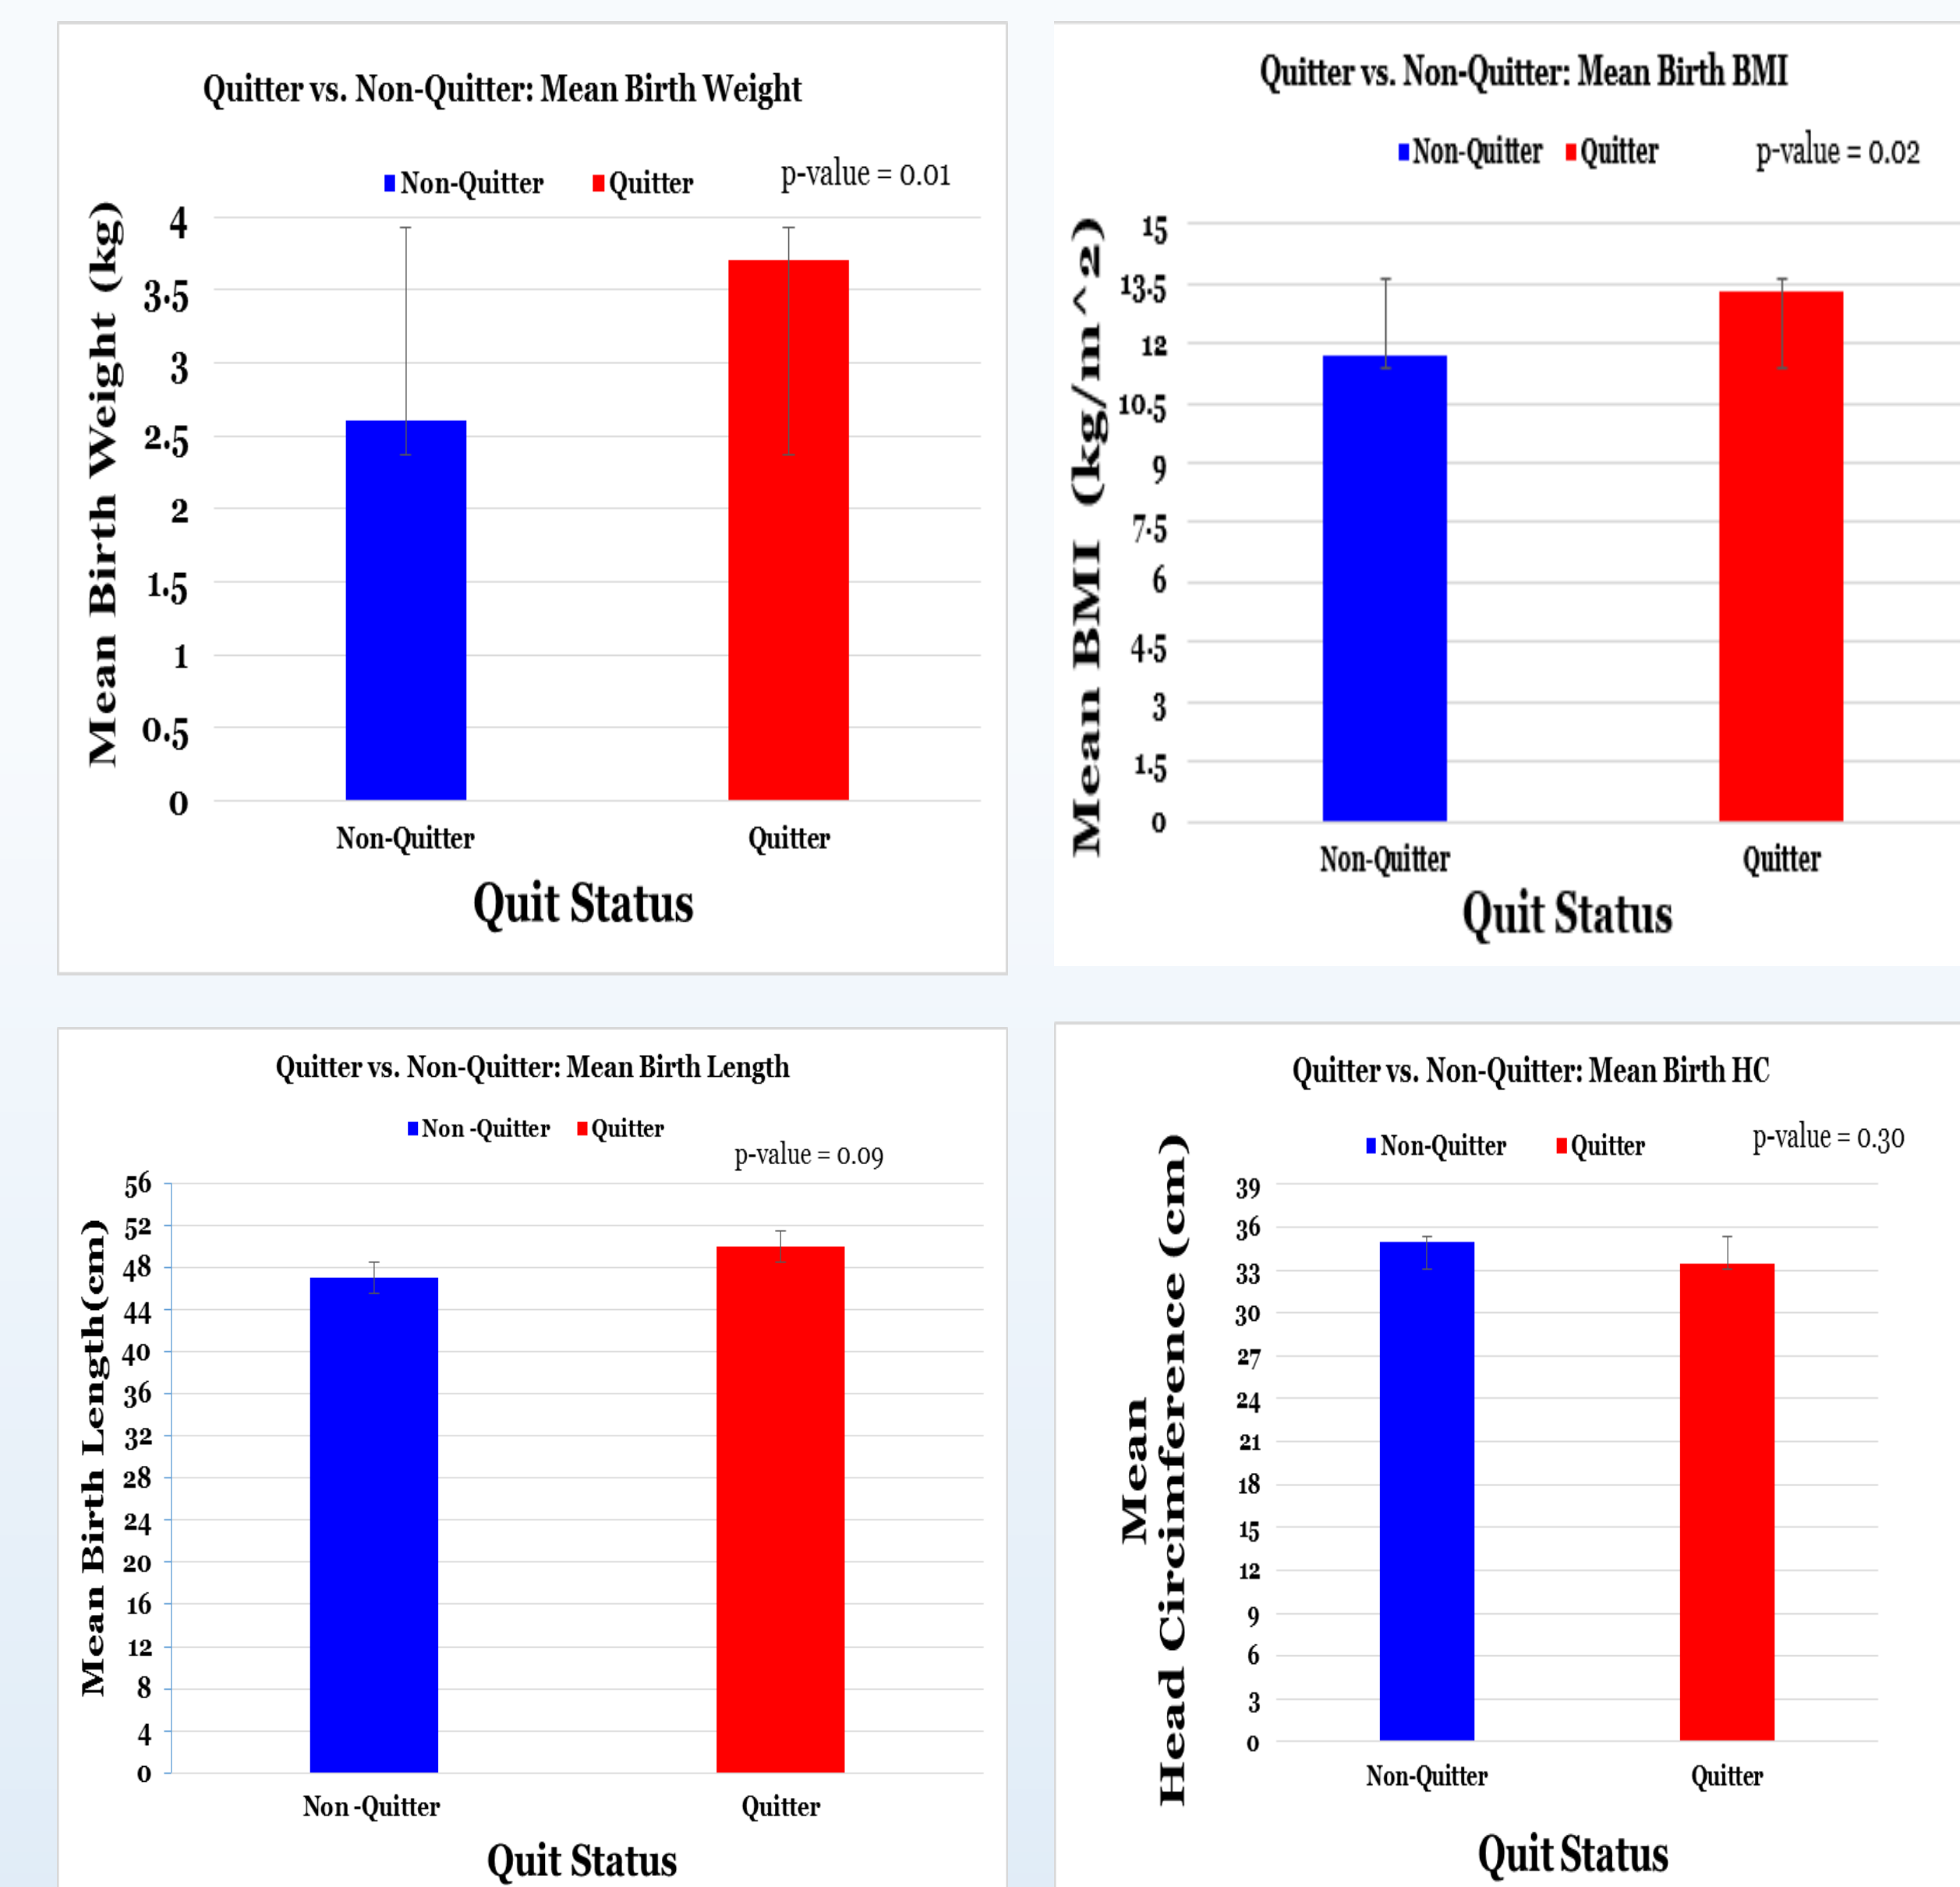 Quitter vs. Non-Quitter: Mean Birth Weight
Non-Quitter Quitter
p-value = 0.01
Mean Birth Weight (kg)
4
3.5
3
2.5
2
1.5
1
0.5
0
Non-Quitter Quitter
Quit Status
Quitter vs. Non-Quitter: Mean Birth BMI
Non-Quitter Quitter
p-value = 0.02
Mean BMI (kg/m^2)
15
13.5
12
10.5
9
7.5
6
4.5
3
1.5
0
Non-Quitter Quitter
Quit Status
Quitter vs. Non-Quitter: Mean Birth Length
Non -Quitter Quitter
p-value = 0.09
Mean Birth Length(cm)
56
52
48
44
40
36
32
28
24
20
16
12
8
4
0
Non -Quitter Quitter
Quit Status
Quitter vs. Non-Quitter: Mean Birth HC
Non-Quitter Quitter
p-value = 0.30
Mean
Head Circimference (cm)
39
36
33
30
27
24
21
18
15
12
9
6
3
0
Non-Quitter Quitter
Quit Status